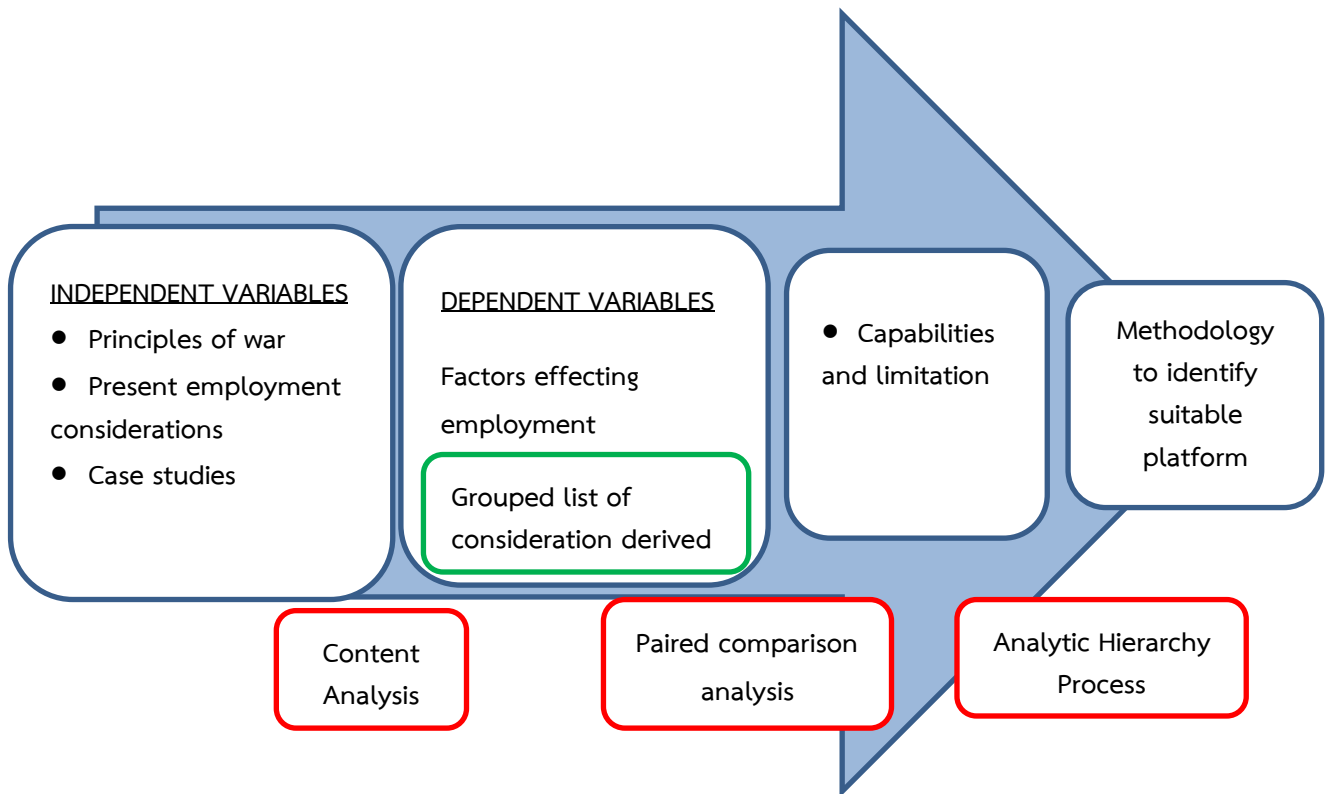 INDEPENDENT VARIABLES
● Principles of war
● Present employment
considerations
● Case studies
DEPENDENT VARIABLES
Factors effecting
employment
Grouped list of
consideration derived
● Capabilities
and limitation
Methodology
to identify
suitable
platform
Content
Analysis
Paired comparison
analysis
Analytic Hierarchy
Process